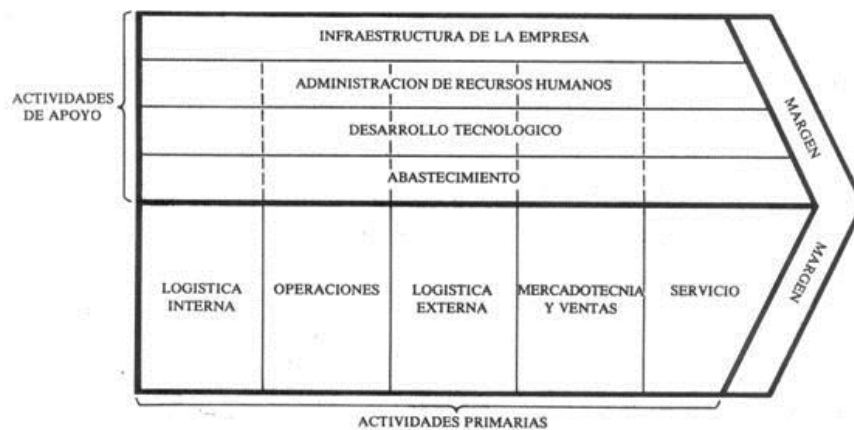 INFRAESTRUCTURA DE LA EMPRESA
ADMINISTRACION DE RECURSOS HUMANOS
ACTIVIDADES
DE APOYO
DESARROLLO TECNOLOGICO
ABASTECIMIENTO
MARGEN
LOGISTICA
INTERNA
OPERACIONES
LOGISTICA
EXTERNA
MERCADOTECNIA
Y VENTAS
SERVICIO
MARGEN
ACTIVIDADES PRIMARIAS